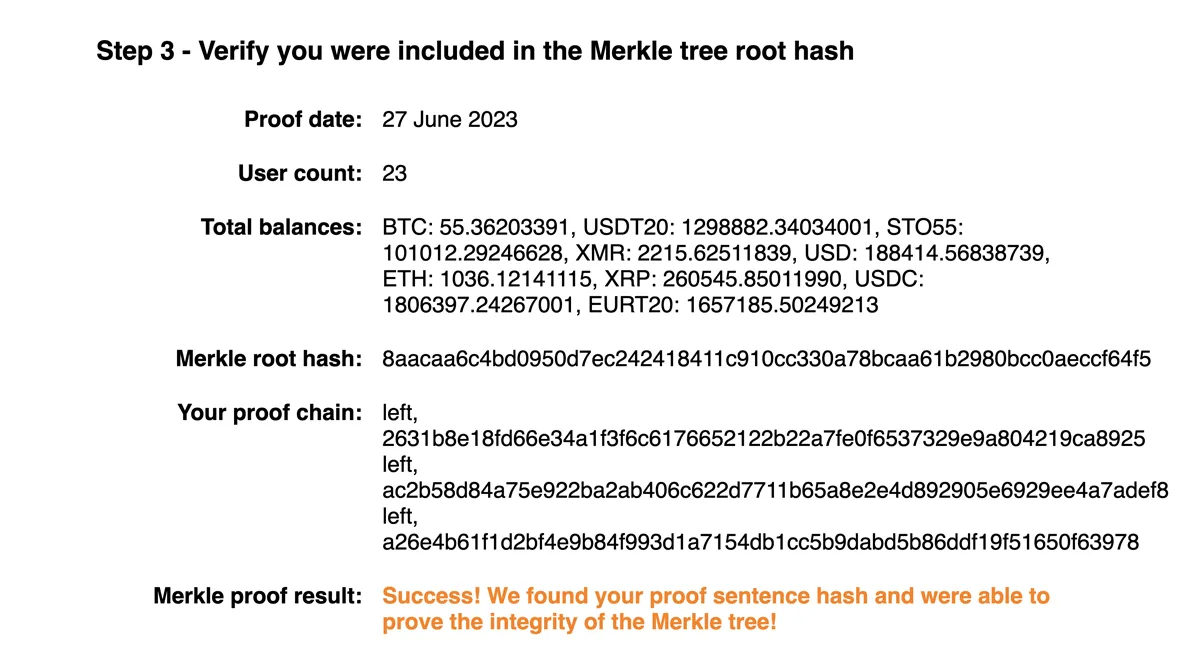 Step 3 - Verify you were included in the Merkle tree root hash
Proof date: 27 June 2023
User count: 23
Total balances: BTC: 55.36203391, USDT20: 1298882.34034001, STO55:
101012.29246628, XMR: 2215.62511839, USD: 188414.56838739,
ETH: 1036.12141115, XRP: 260545.85011990, USDC:
1806397.24267001, EURT20: 1657185.50249213
Merkle root hash: 8aacaa6c4bd0950d7ec242418411c910cc330a78bcaa61b2980bcc0aeccf64f5
Your proof chain: left,
2631b8e18fd66e34a1f3f6c6176652122b22a7fe0f6537329e9a804219ca8925
left,
ac2b58d84a75e922ba2ab406c622d7711b65a8e2e4d892905e6929ee4a7adef8
left,
a26e4b61f1d2bf4e9b84f993d1a7154db1cc5b9dabd5b86ddf19f51650f63978
Merkle proof result: Success! We found your proof sentence hash and were able to
prove the integrity of the Merkle tree!